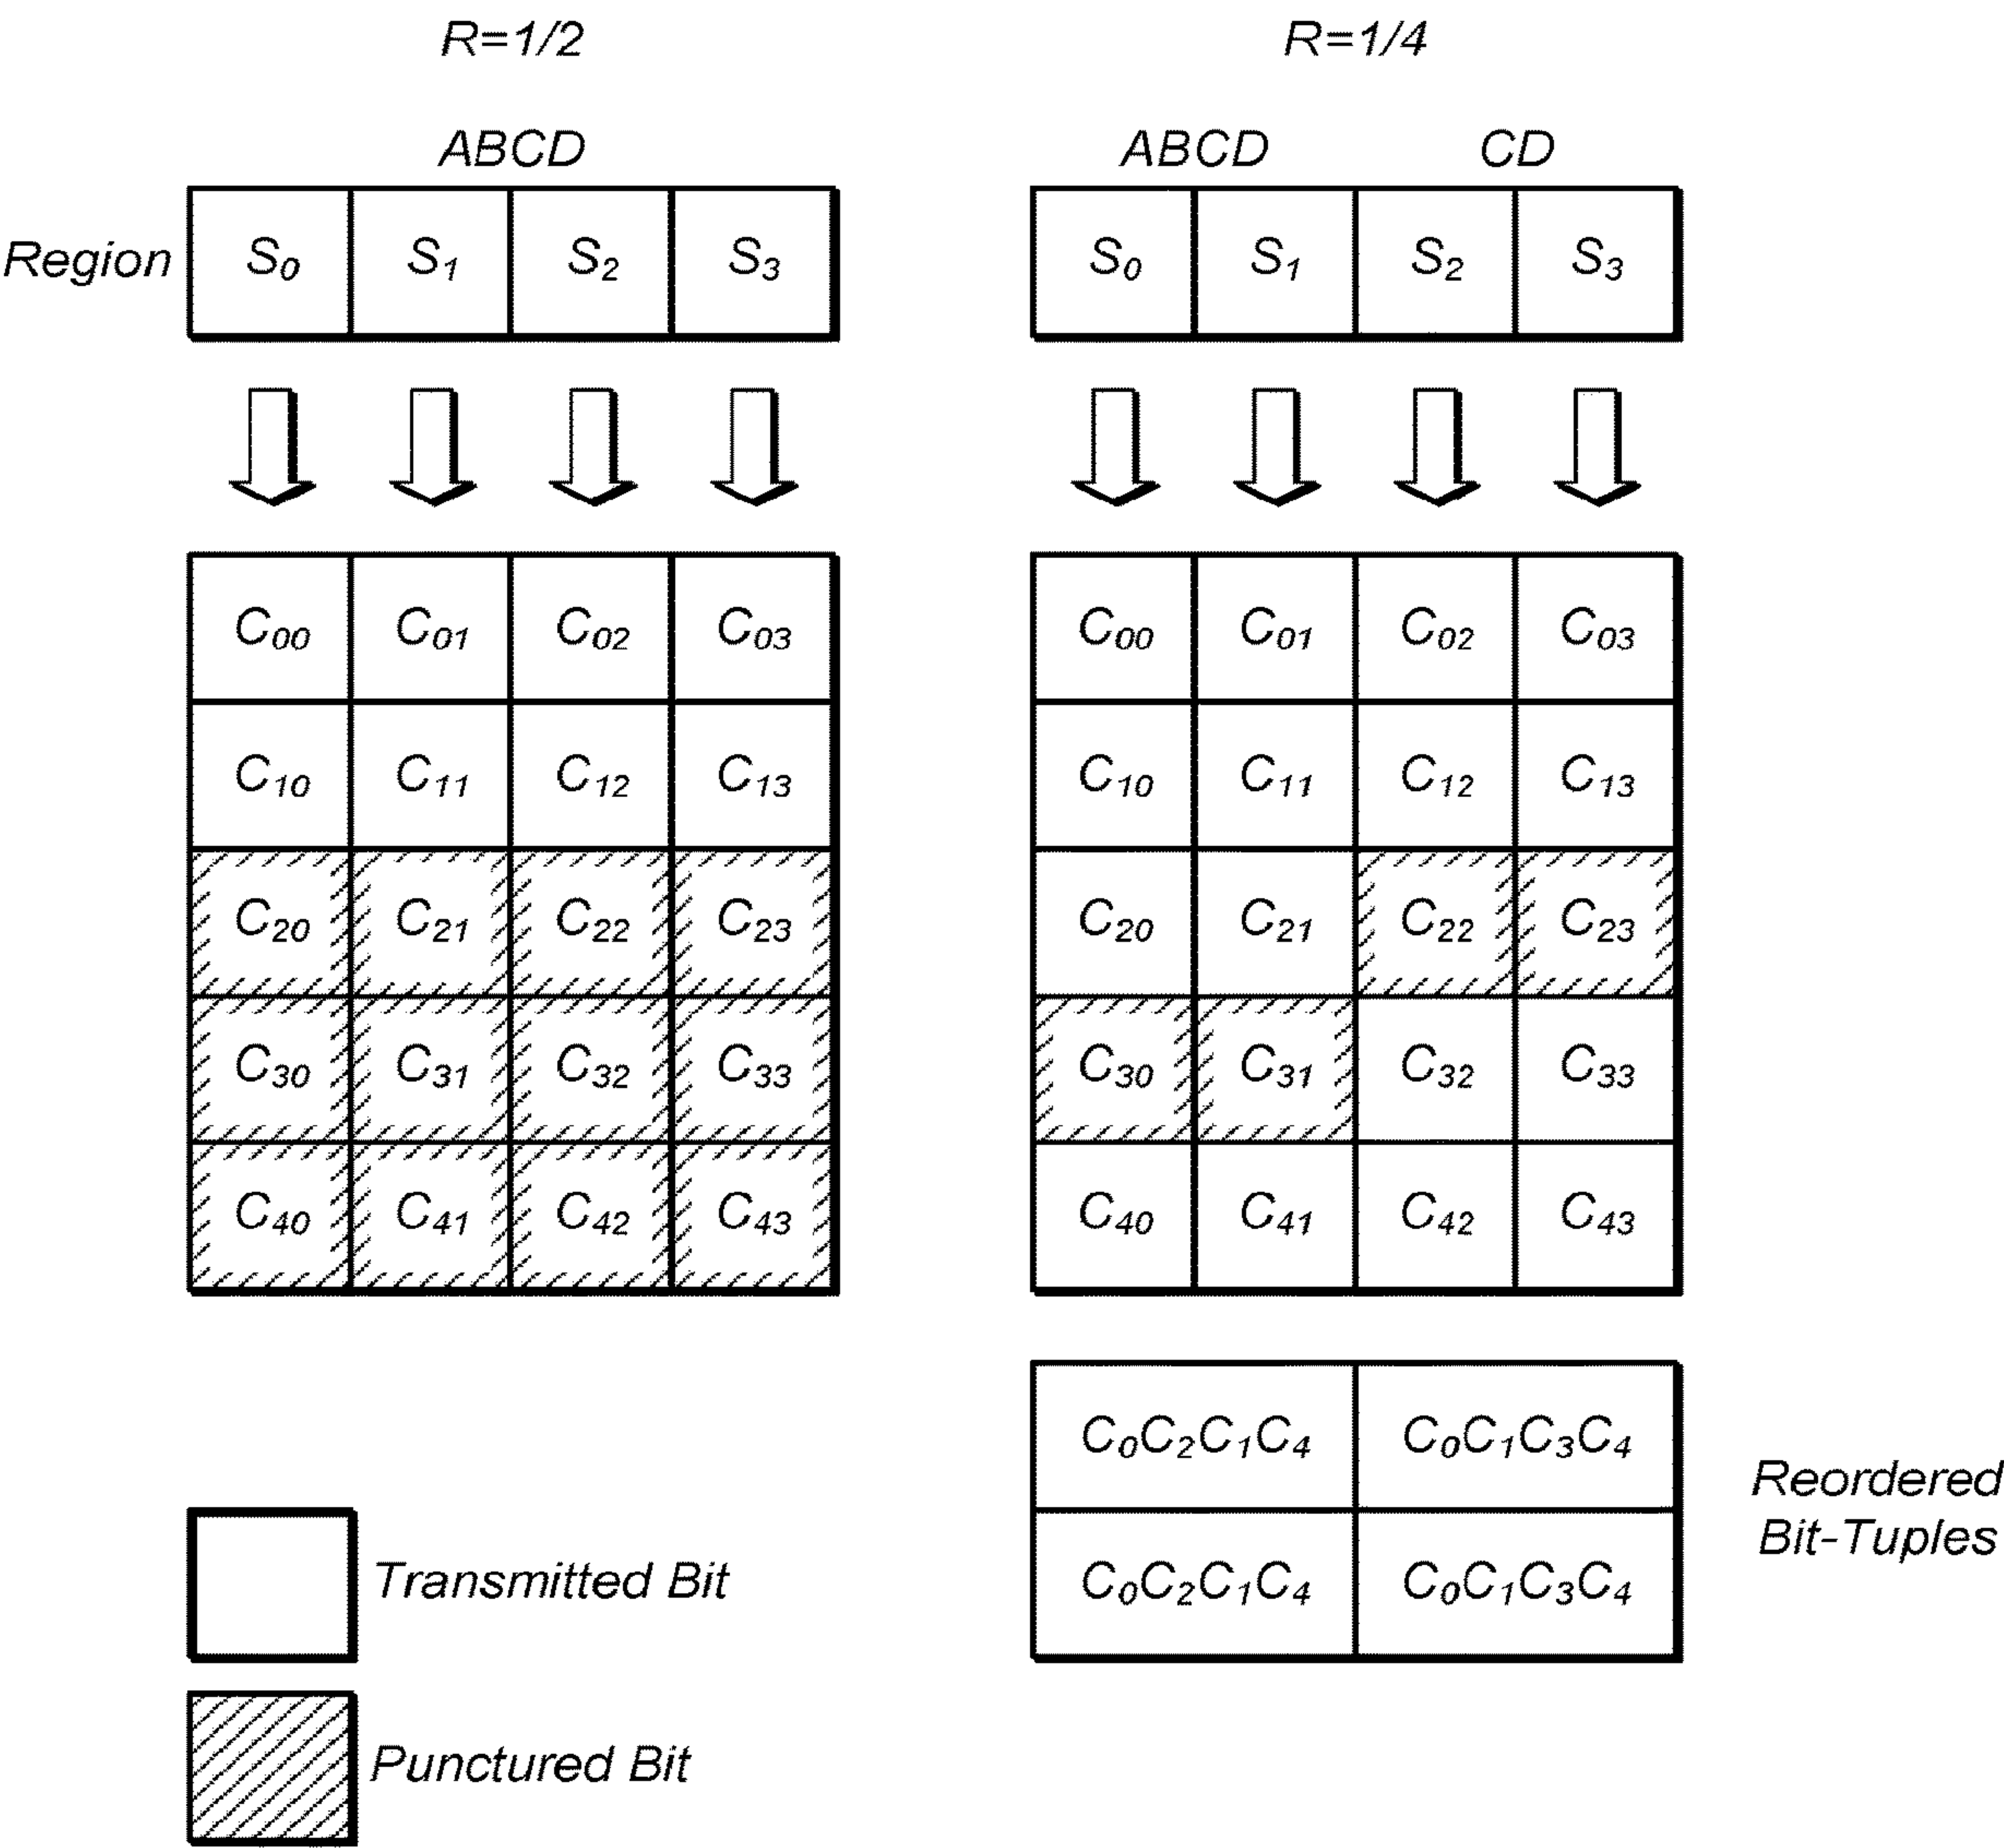 R=1/2 R=1/4
ABCD ABCD CD
Region S0 S1 S2 S3 S0 S1 S2 S3
C00 C01 C02 C03 C00 C01 C02 C03
C10 C11 C12 C13 C10 C11 C12 C13
C20 C21 C22 C23 C20 C21 C22 C23
C30 C31 C32 C33 C30 C31 C32 C33
C40 C41 C42 C43 C40 C41 C42 C43
C0C2C1C4 C0C1C3C4
C0C2C1C4 C0C1C3C4
Reordered
Bit-Tuples
Transmitted Bit
Punctured Bit